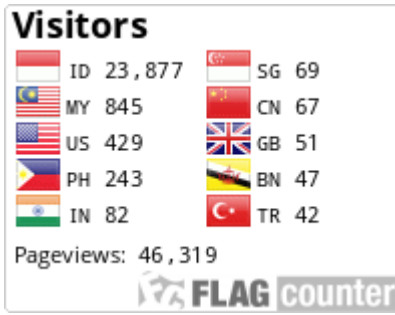 Visitors
ID 23,877 SG 69
MY 845 CN 67
US 429 GB 51
PH 243 BN 47
IN 82 TR 42
Pageviews: 46,319
FLAG counter